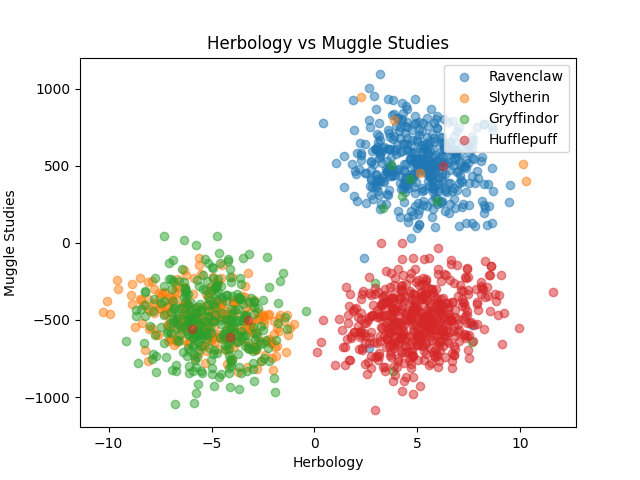 Herbology vs Muggle Studies
Ravenclaw
Slytherin
Gryffindor
Hufflepuff
Muggle Studies
1000
500
0
−500
−1000
−10
−5
0
5
10
Herbology